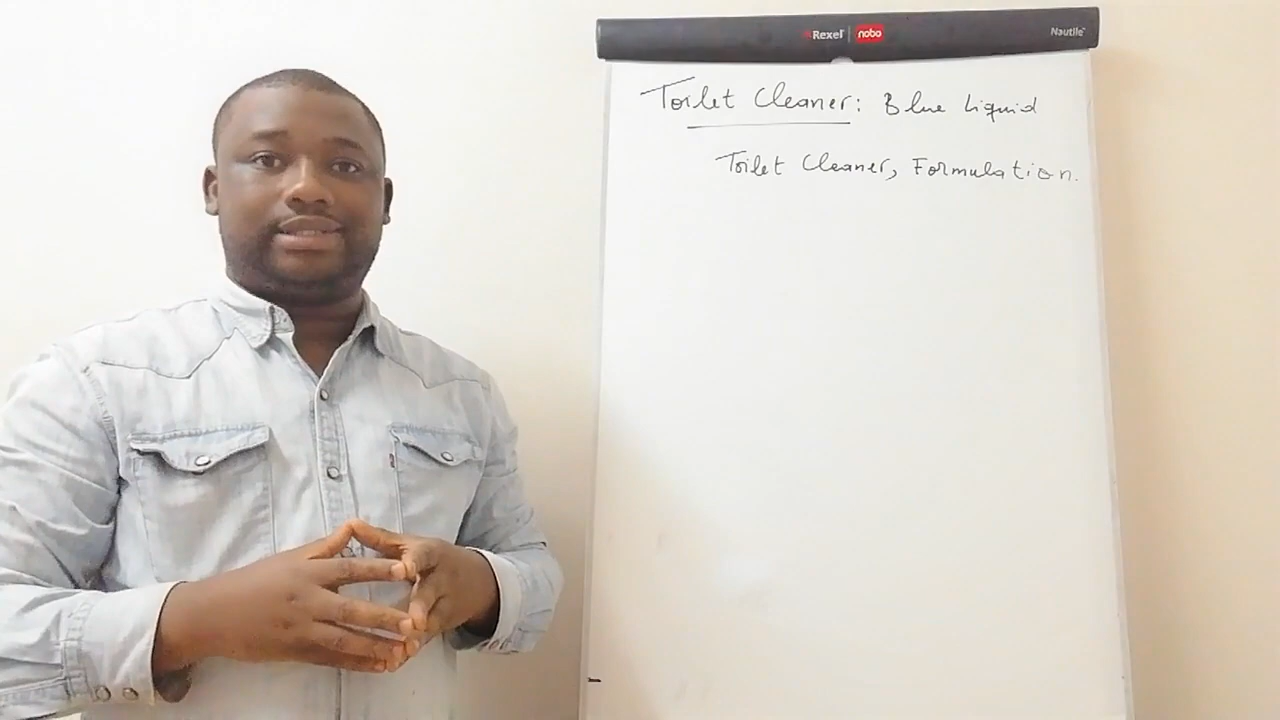 Rexel nobo Nautile
Toilet Cleaner: Blue Liquid
Toilet Cleaner, Formulation.